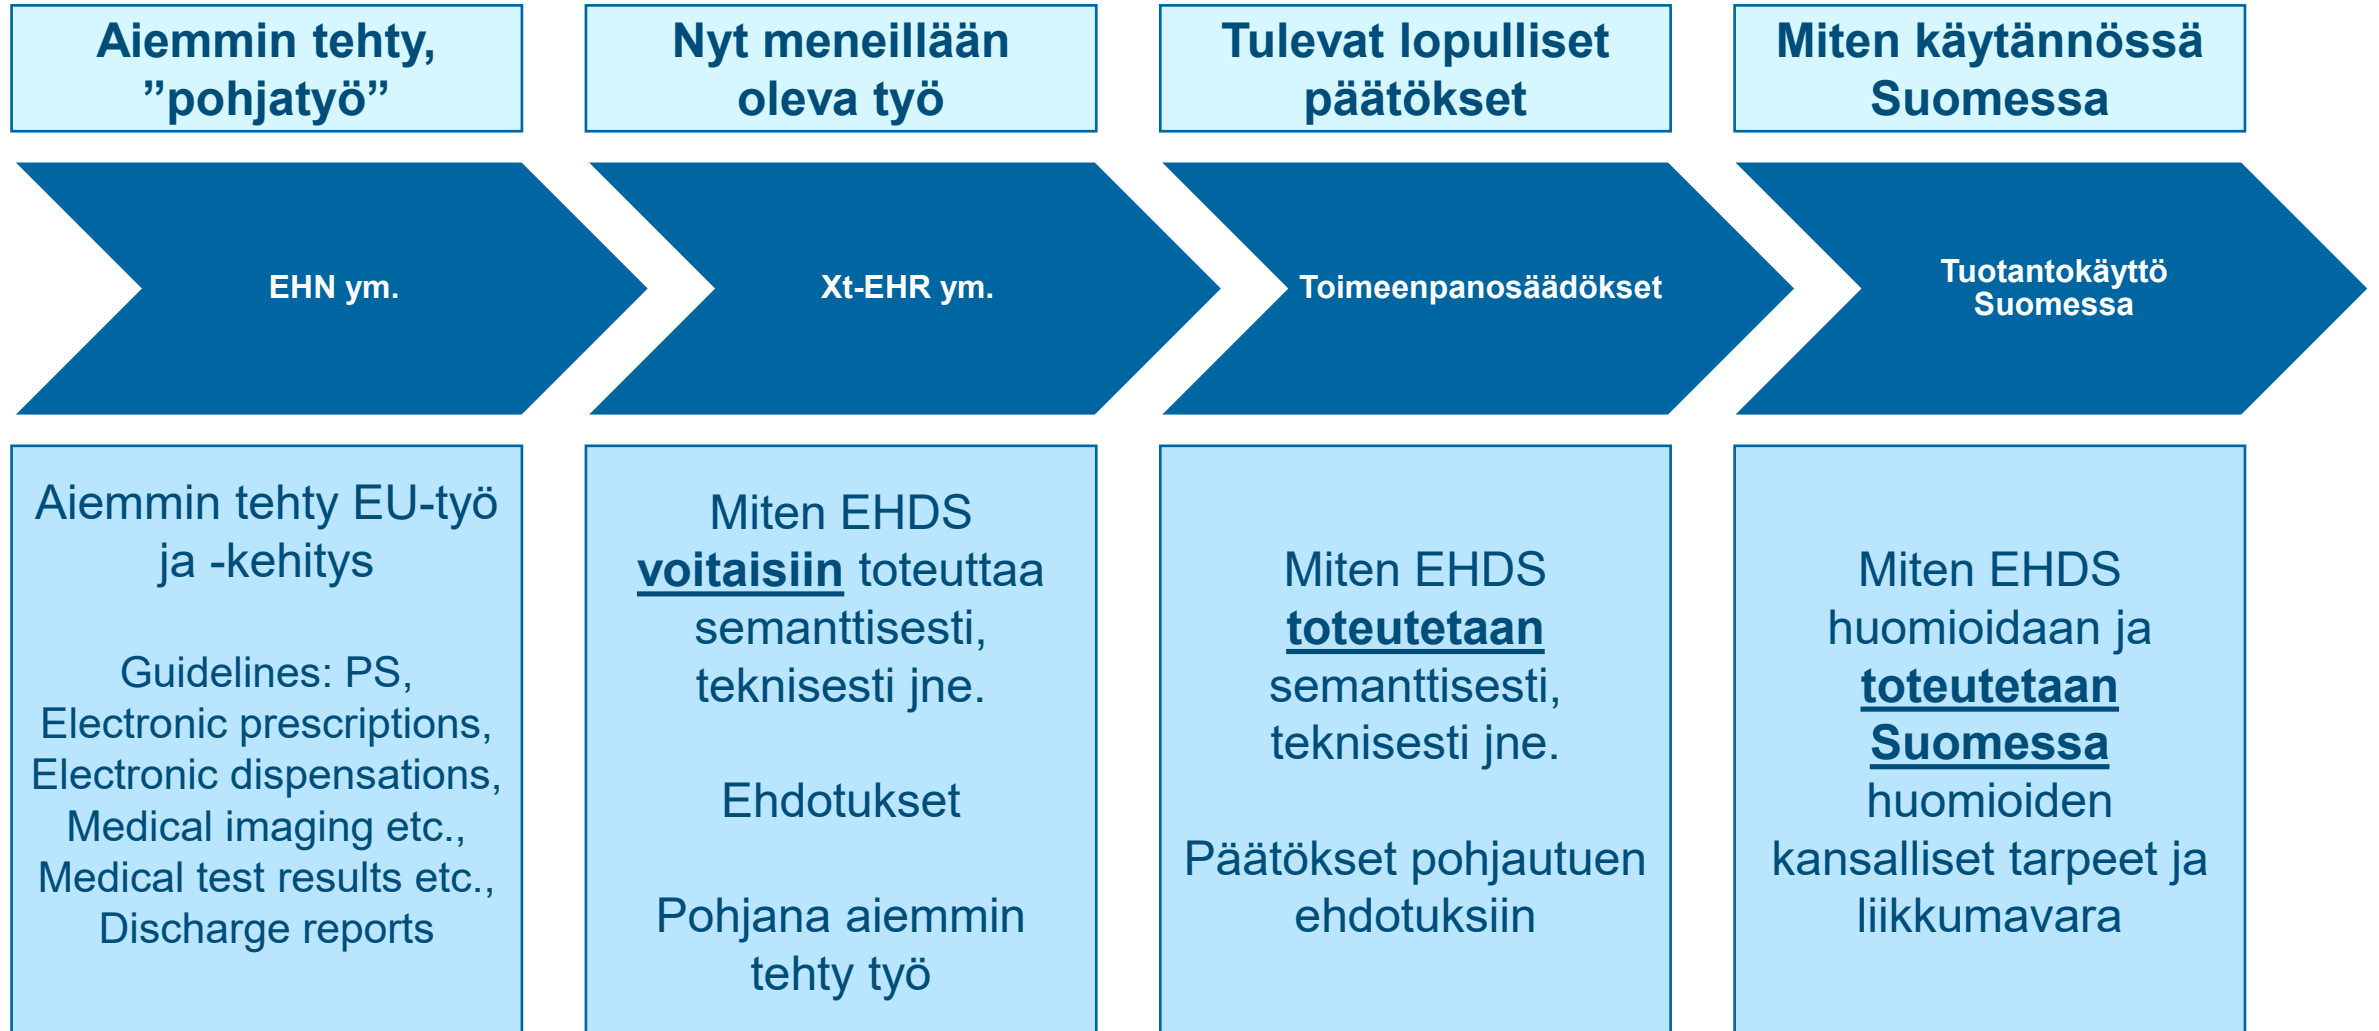 Aiemmin tehty,
”pohjatyö”
Nyt meneillään
oleva työ
Tulevat lopulliset
päätökset
Miten käytännössä
Suomessa
EHN ym.
Xt-EHR ym.
Toimeenpanosäädökset
Tuotantokäyttö
Suomessa
Aiemmin tehty EU-työ
ja -kehitys
Guidelines: PS,
Electronic prescriptions,
Electronic dispensations,
Medical imaging etc.,
Medical test results etc.,
Discharge reports
Miten EHDS
voitaisiin toteuttaa
semanttisesti,
teknisesti jne.
Ehdotukset
Pohjana aiemmin
tehty työ
Miten EHDS
toteutetaan
semanttisesti,
teknisesti jne.
Päätökset pohjautuen
ehdotuksiin
Miten EHDS
huomioidaan ja
toteutetaan
Suomessa
huomioiden
kansalliset tarpeet ja
liikkumavara